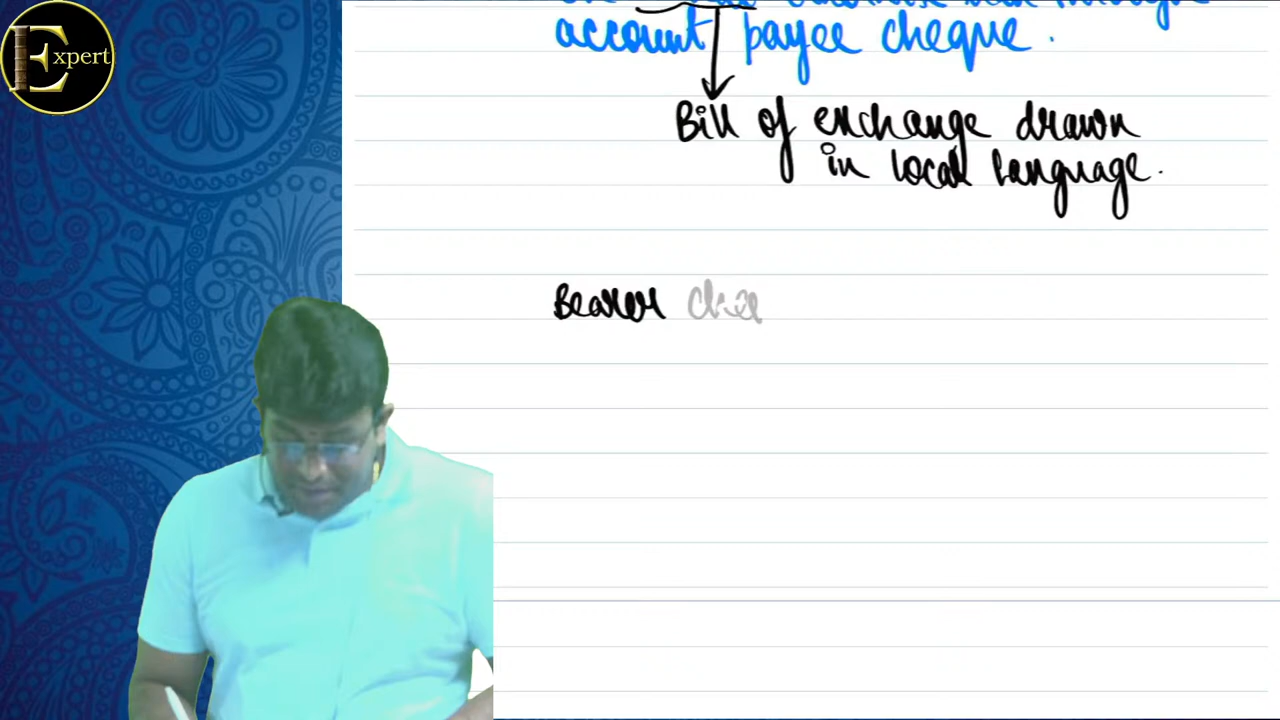 Expert
account payee cheque.
Bill of exchange drawn
in local language.
Bearer